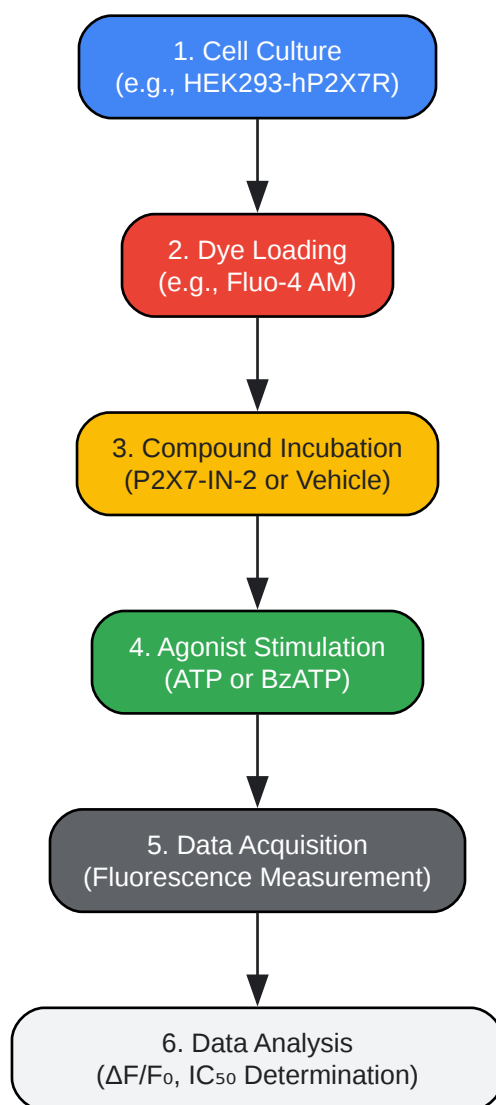 1. Cell Culture
(e.g., HEK293-hP2X7R)
2. Dye Loading
(e.g., Fluo-4 AM)
3. Compound Incubation
(P2X7-IN-2 or Vehicle)
4. Agonist Stimulation
(ATP or BzATP)
5. Data Acquisition
(Fluorescence Measurement)
6. Data Analysis
(ΔF/F₀, IC₅₀ Determination)